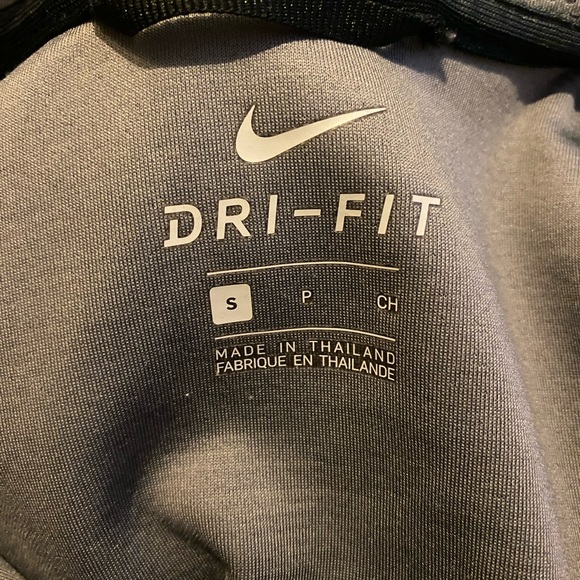 DRI-FIT
S P CH
MADE IN THAILAND
FABRIQUE EN THAILANDE